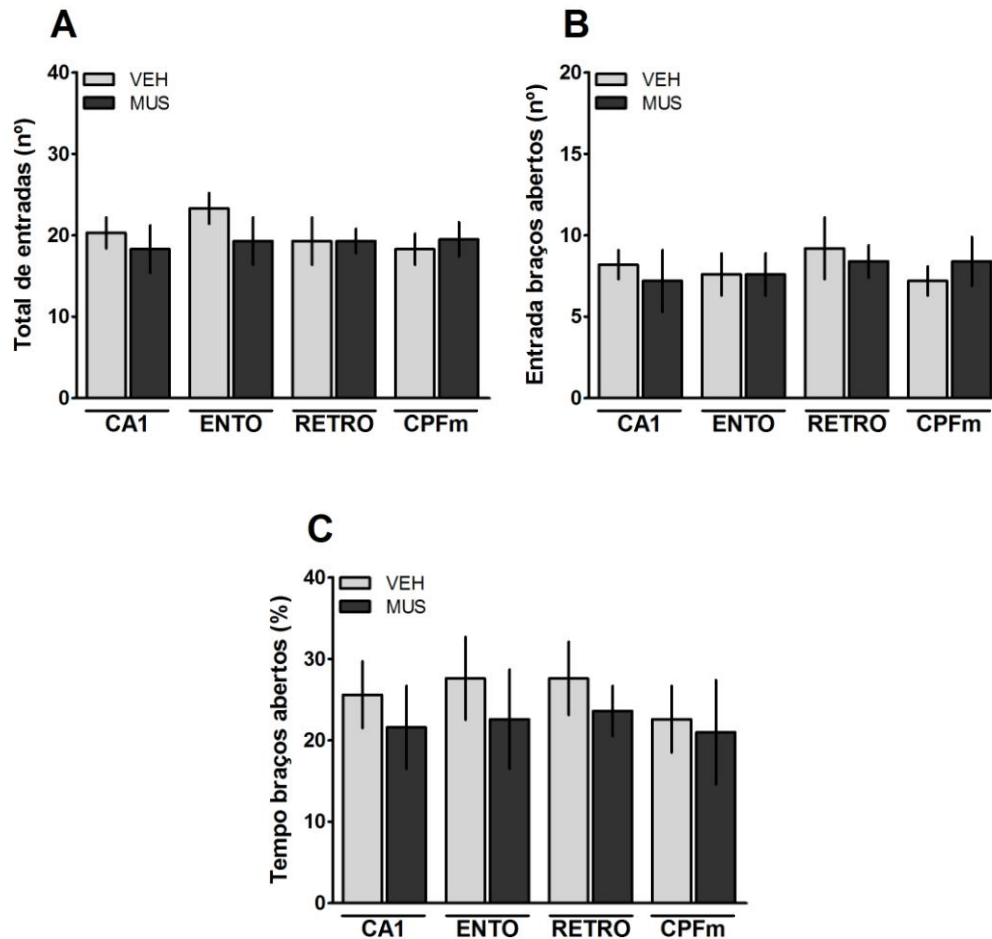 A
Total de entradas (nº)
40
30
20
10
0
VEH
MUS
CA1 ENTO RETRO CPFm
B
Entrada braços abertos (nº)
20
15
10
5
0
VEH
MUS
CA1 ENTO RETRO CPFm
C
Tempo braços abertos (%)
40
30
20
10
0
VEH
MUS
CA1 ENTO RETRO CPFm